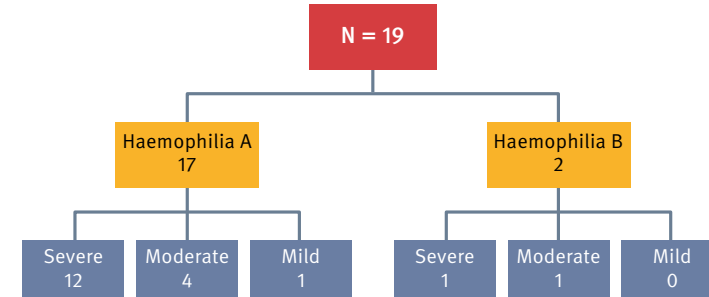 N = 19
Haemophilia A
17
Haemophilia B
2
Severe
12
Moderate
4
Mild
1
Severe
1
Moderate
1
Mild
0